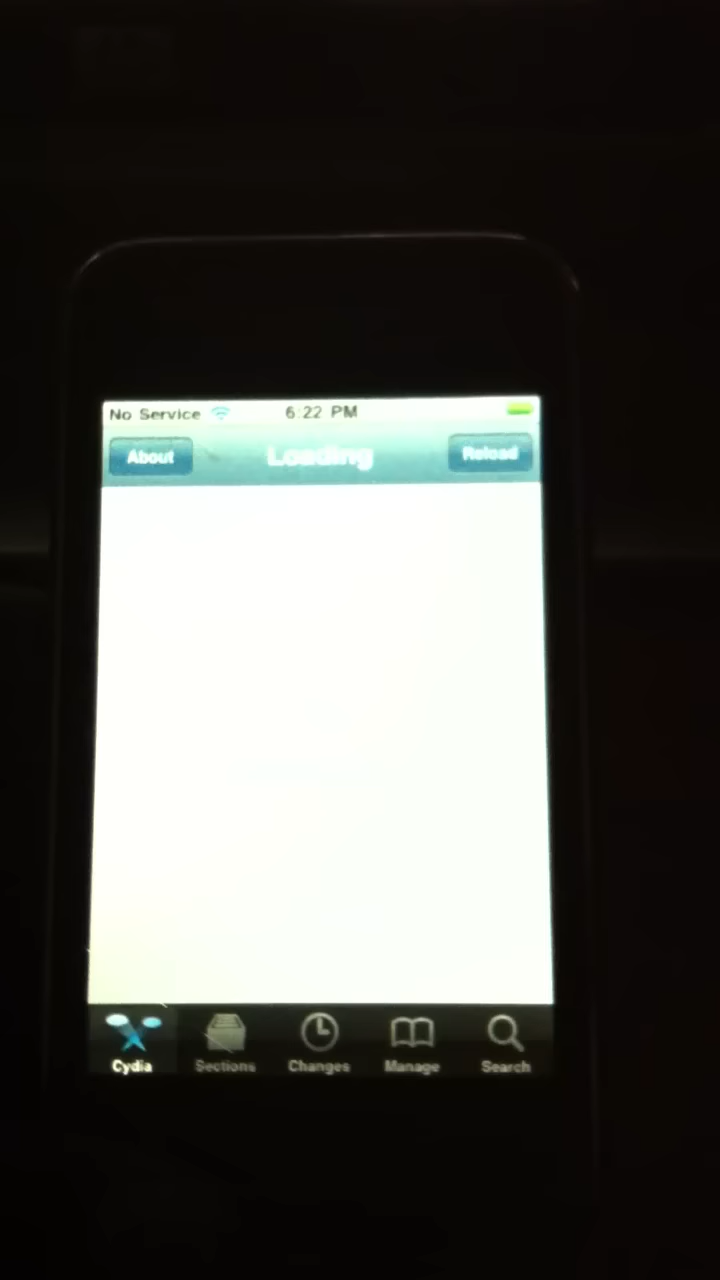 No Service 6:22 PM
About Loading Reload
Cydia Sections Changes Manage Search